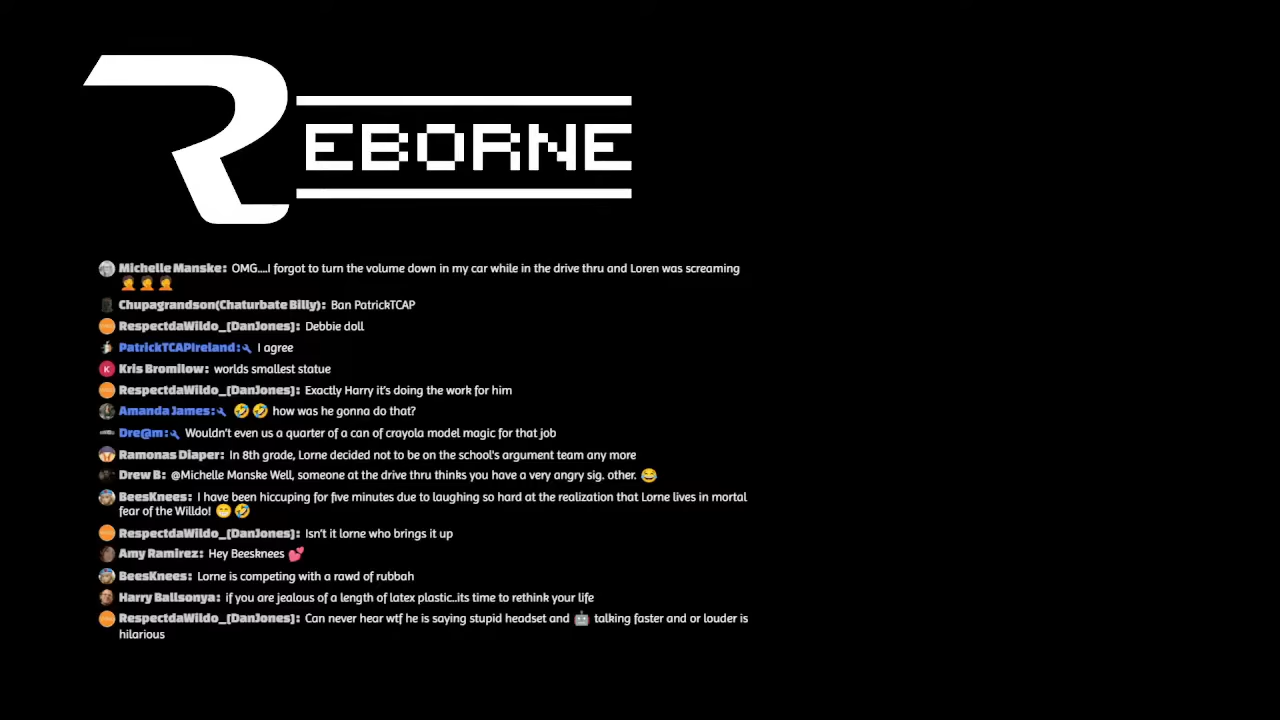 REBORNE
Michelle Manske: OMG....I forgot to turn the volume down in my car while in the drive thru and Loren was screaming
🤦🤦🤦
Chupagrandson(Chaturbate Billy): Ban PatrickTCAP
RespectdaWildo_[DanJones]: Debbie doll
PatrickTCAPIreland: I agree
K Kris Bromilow: worlds smallest statue
RespectdaWildo_[DanJones]: Exactly Harry it's doing the work for him
Amanda James: 🤣🤣 how was he gonna do that?
Dre@m: Wouldn't even us a quarter of a can of crayola model magic for that job
Ramonas Diaper: In 8th grade, Lorne decided not to be on the school's argument team any more
Drew B: @Michelle Manske Well, someone at the drive thru thinks you have a very angry sig. other. 😂
BeesKnees: I have been hiccuping for five minutes due to laughing so hard at the realization that Lorne lives in mortal
fear of the Willdo! 😁🤣
RespectdaWildo_[DanJones]: Isn't it lorne who brings it up
Amy Ramirez: Hey Beesknees 💕
BeesKnees: Lorne is competing with a rawd of rubbah
Harry Ballsonya: if you are jealous of a length of latex plastic..its time to rethink your life
RespectdaWildo_[DanJones]: Can never hear wtf he is saying stupid headset and 🤖 talking faster and or louder is
hilarious